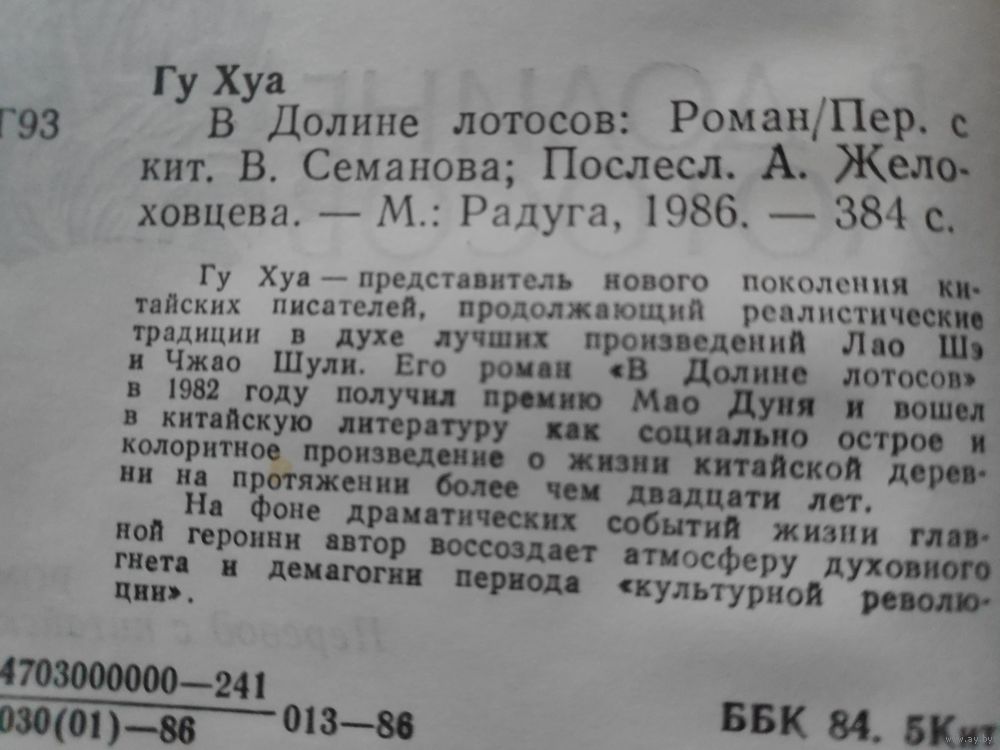 Гу Хуа
Г93 В Долине лотосов: Роман/Пер. с
кит. В. Семанова; Послесл. А. Жело-
ховцева. — М.: Радуга, 1986. — 384 с.
Гу Хуа — представитель нового поколения ки-
тайских писателей, продолжающий реалистические
традиции в духе лучших произведений Лао Шэ
и Чжао Шули. Его роман «В Долине лотосов»
в 1982 году получил премию Мао Дуня и вошел
в китайскую литературу как социально острое и
колоритное произведение о жизни китайской дерев-
ни на протяжении более чем двадцати лет.
На фоне драматических событий жизни глав-
ной героини автор воссоздает атмосферу духовного
гнета и демагогии периода «культурной револю-
ции».
4703000000—241
030(01)—86 013—86
ББК 84. 5Кит
www.ay.by